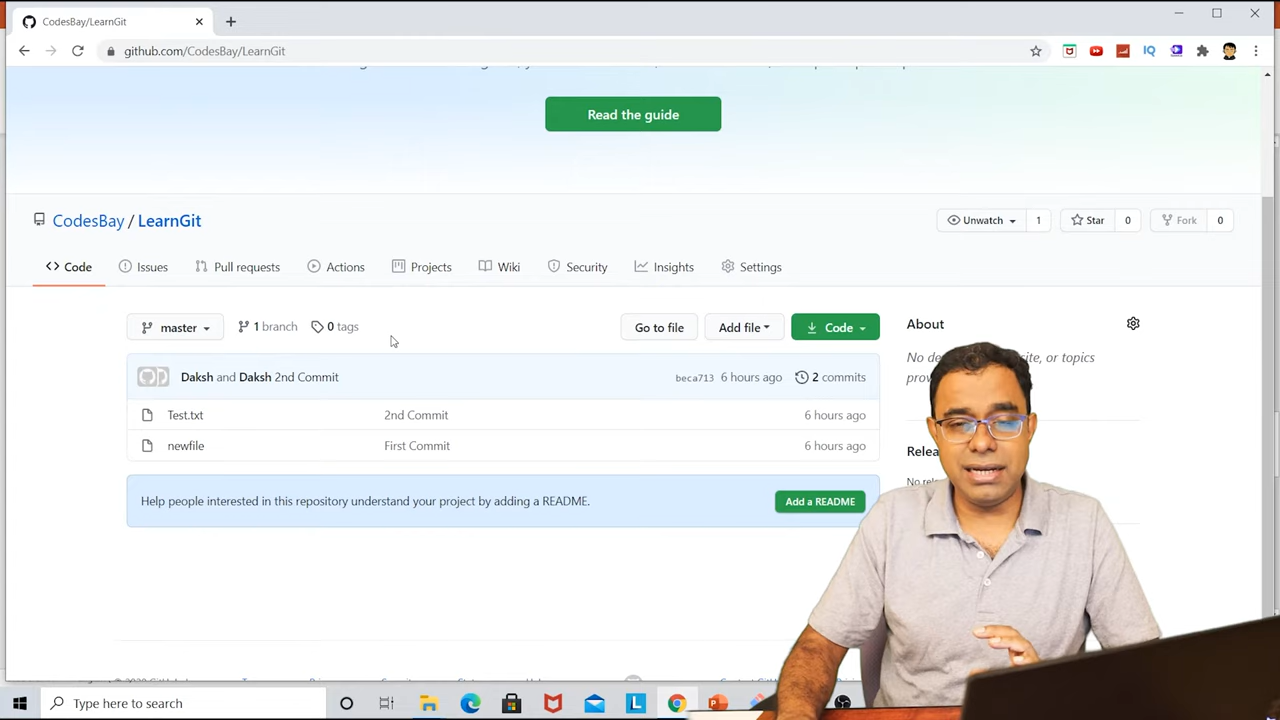 CodesBay/LearnGit
github.com/CodesBay/LearnGit
Read the guide
CodesBay / LearnGit
Unwatch 1 Star 0 Fork 0
Code Issues Pull requests Actions Projects Wiki Security Insights Settings
master 1 branch 0 tags Go to file Add file Code About
Daksh and Daksh 2nd Commit beca713 6 hours ago 2 commits
Test.txt 2nd Commit 6 hours ago
newfile First Commit 6 hours ago
Help people interested in this repository understand your project by adding a README. Add a README
or topics
Type here to search